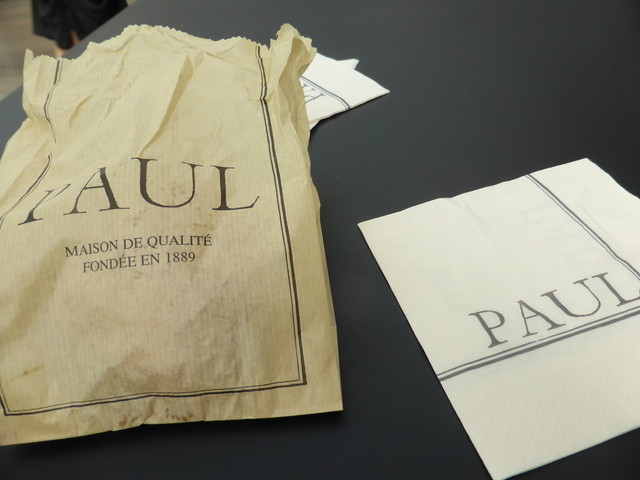 PAUL
MAISON DE QUALITÉ
FONDÉE EN 1889
PAUL